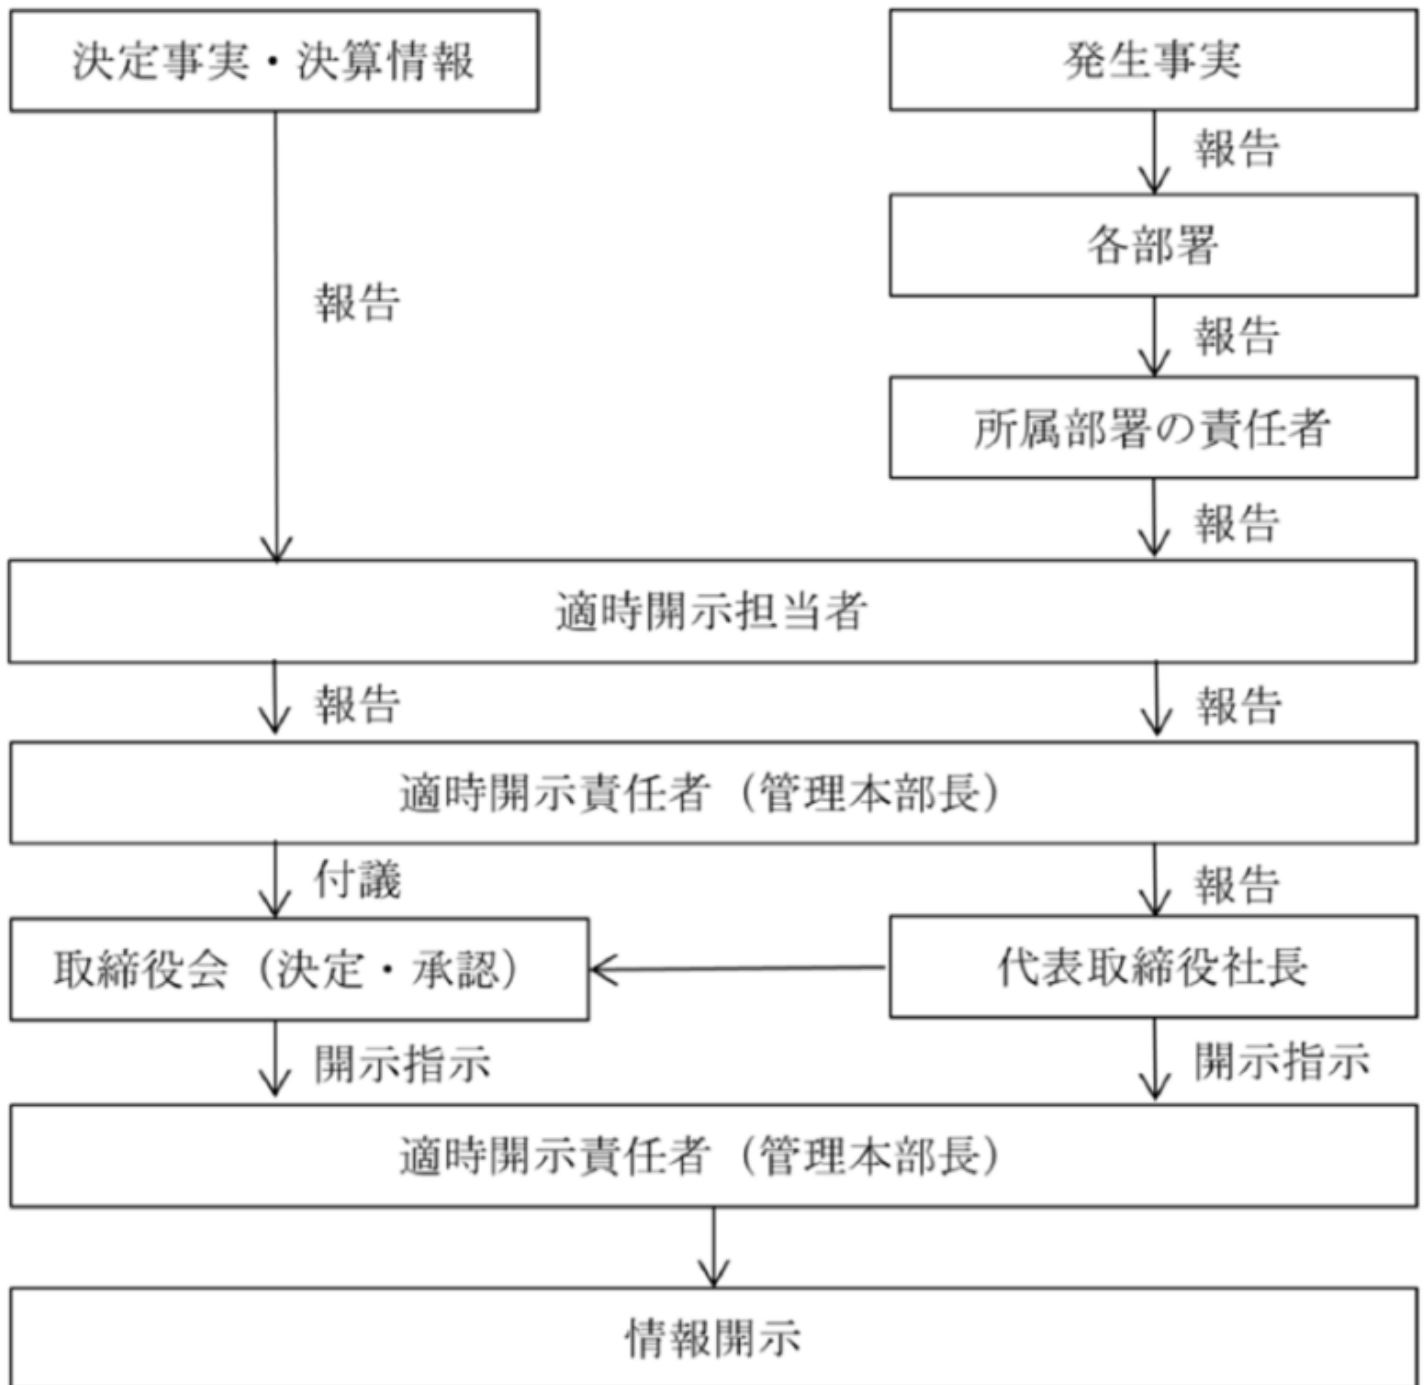 決定事実・決算情報
発生事実
報告
各部署
報告
報告
所属部署の責任者
報告
適時開示担当者
報告
報告
適時開示責任者（管理本部長）
付議
報告
取締役会（決定・承認）
代表取締役社長
開示指示
開示指示
適時開示責任者（管理本部長）
情報開示